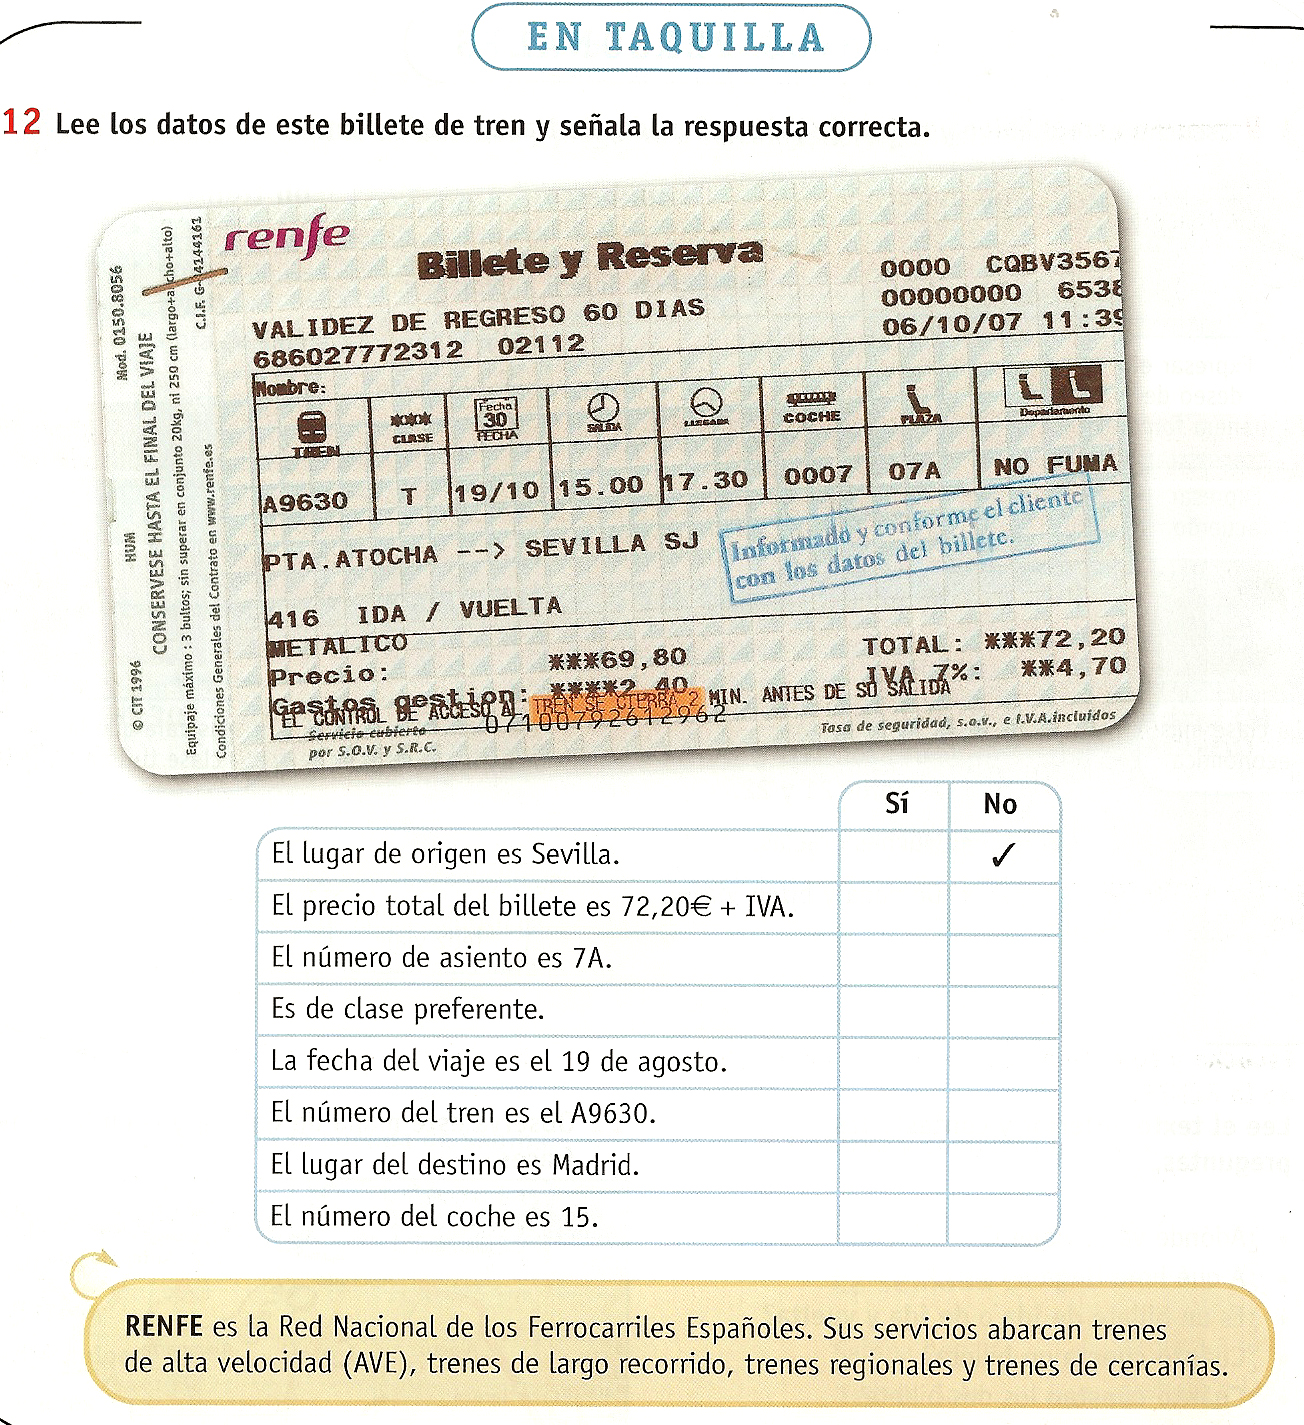 EN TAQUILLA
12 Lee los datos de este billete de tren y señala la respuesta correcta.
Mod. 0150.8056
HUM
© CIT 1996
CONSERVESE HASTA EL FINAL DEL VIAJE
Equipaje máximo : 3 bultos; sin superar en conjunto 20kg, ni 250 cm (largo+ancho+alto)
C.I.F. G-84144161
Condiciones Generales del Contrato en www.renfe.es
renfe
Billete y Reserva
0000 CQBV3567
VALIDEZ DE REGRESO 60 DIAS
00000000 6538
686027772312 02112
06/10/07 11:39
Nombre:
TREN CLASE Fecha 30 FECHA SALIDA LLEGADA COCHE PLAZA Departamento
A9630 T 19/10 15.00 17.30 0007 07A NO FUMA
PTA.ATOCHA --> SEVILLA SJ
Informado y conforme el cliente
con los datos del billete.
416 IDA / VUELTA
METALICO
TOTAL: ***72,20
Precio: ***69,80
IVA 7%: **4,70
Gastos gestion: ****2,40
EL CONTROL DE ACCESO AL TREN SE CIERRA 2 MIN. ANTES DE SU SALIDA
07100792612962
Servicio cubierto
por S.O.V. y S.R.C.
Tasa de seguridad, s.o.v., e I.V.A.incluidos
Sí No
El lugar de origen es Sevilla. ✓
El precio total del billete es 72,20€ + IVA.
El número de asiento es 7A.
Es de clase preferente.
La fecha del viaje es el 19 de agosto.
El número del tren es el A9630.
El lugar del destino es Madrid.
El número del coche es 15.
RENFE es la Red Nacional de los Ferrocarriles Españoles. Sus servicios abarcan trenes
de alta velocidad (AVE), trenes de largo recorrido, trenes regionales y trenes de cercanías.